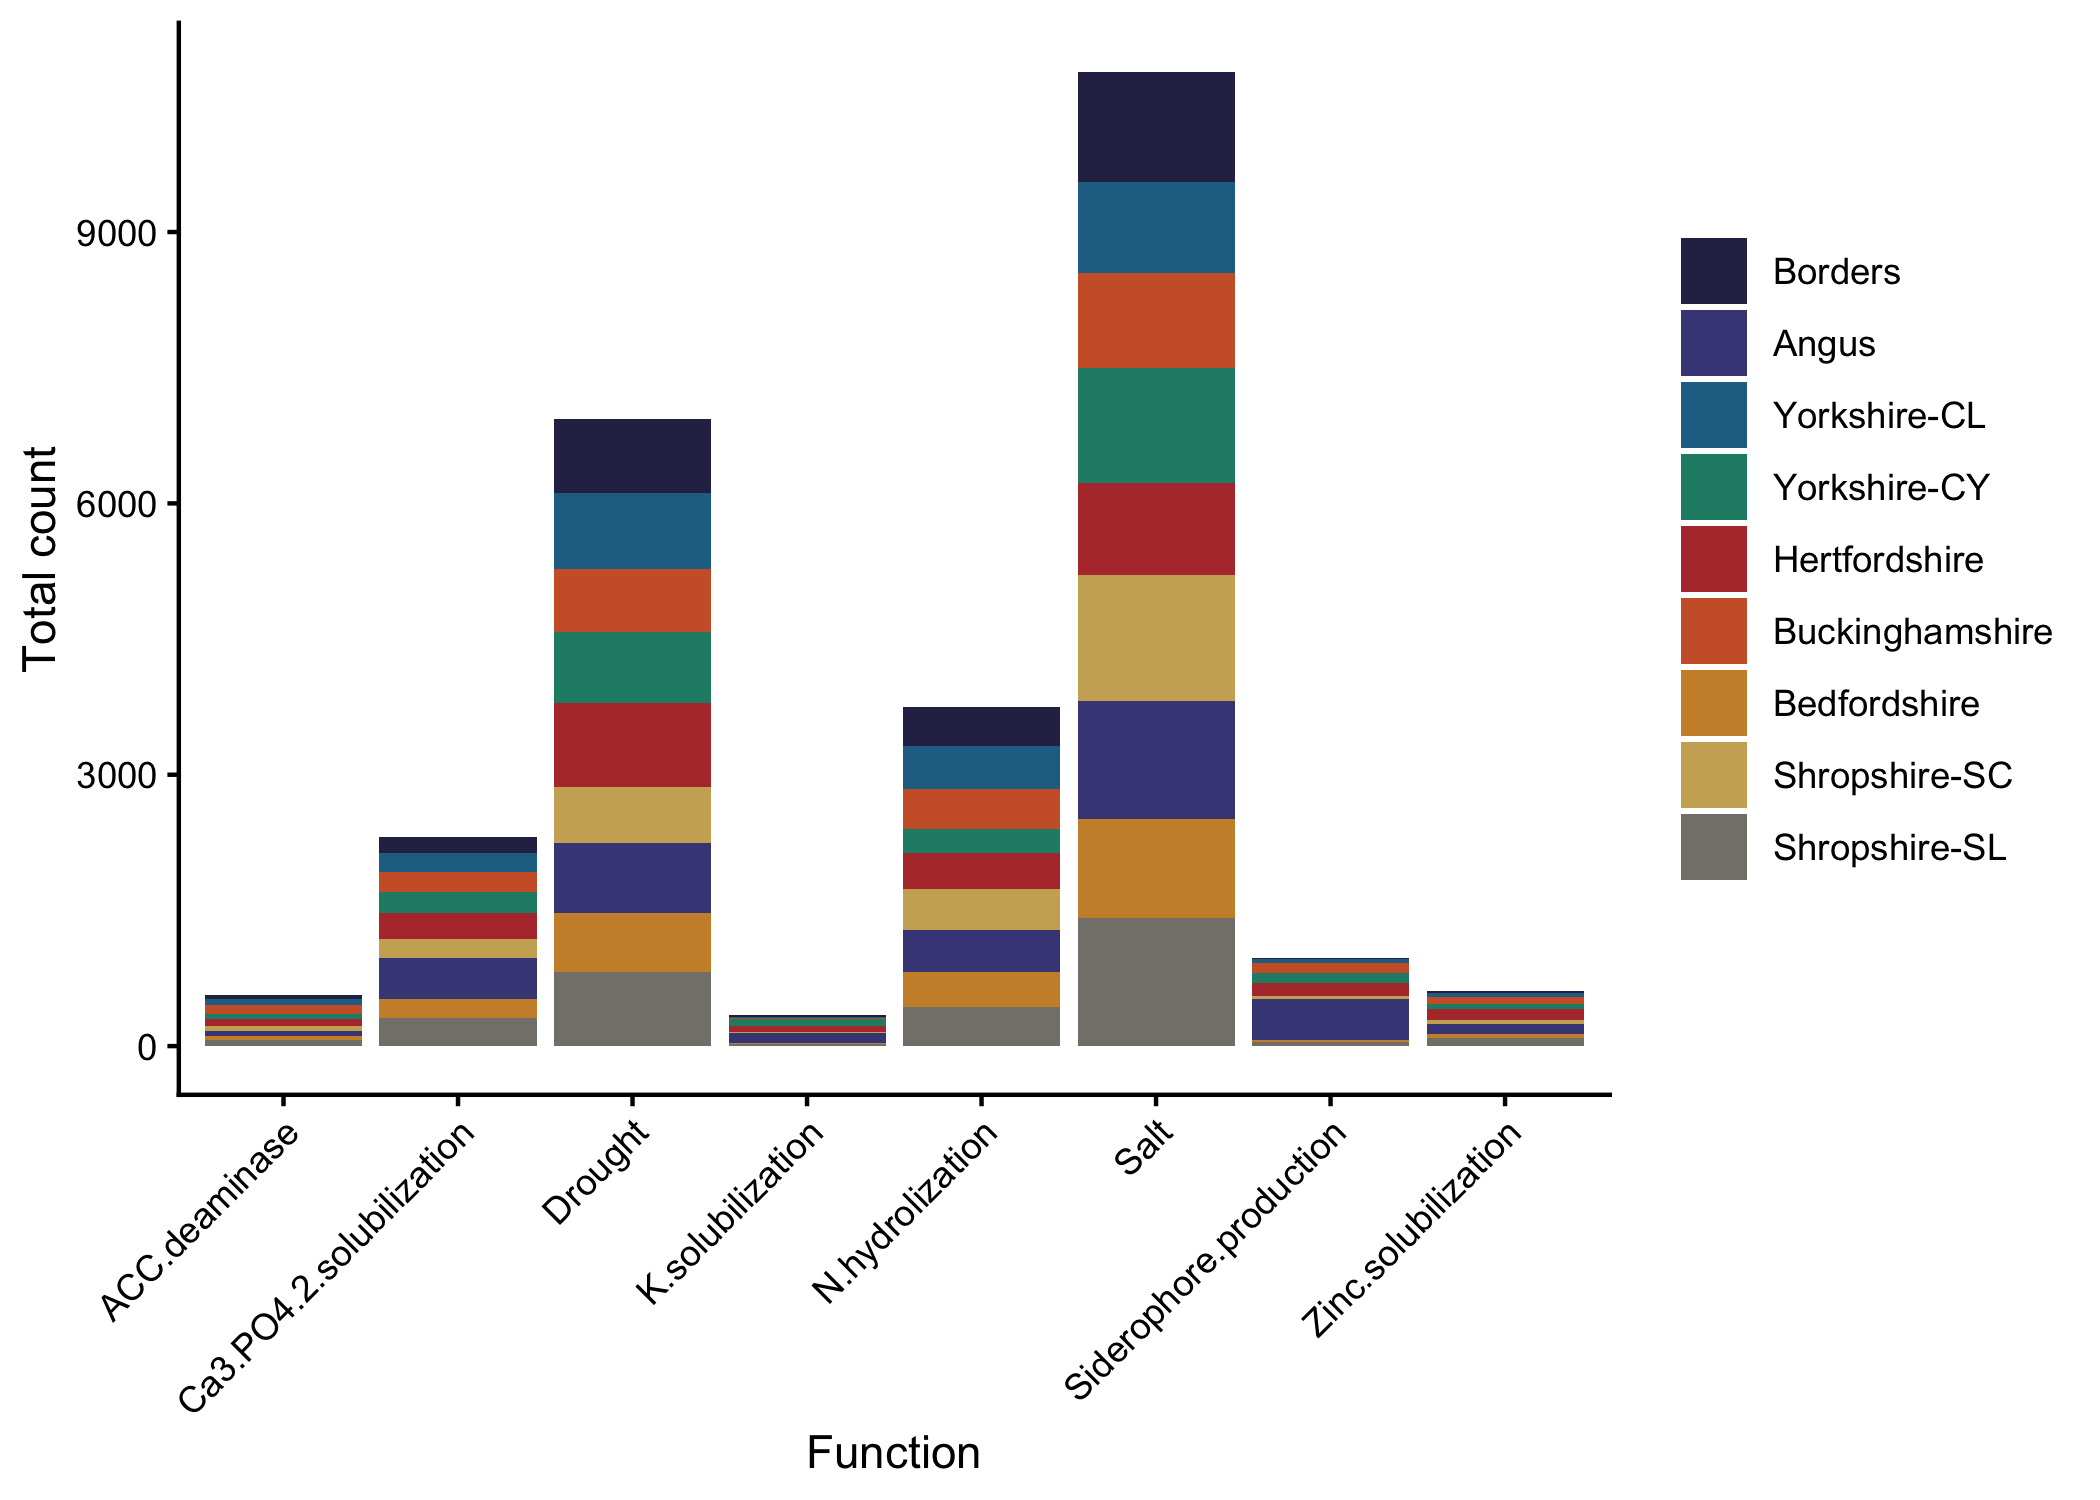 Total count
9000
6000
3000
0
ACC.deaminase
Ca3.PO4.2.solubilization
Drought
K.solubilization
N.hydrolization
Salt
Siderophore.production
Zinc.solubilization
Function
Borders
Angus
Yorkshire-CL
Yorkshire-CY
Hertfordshire
Buckinghamshire
Bedfordshire
Shropshire-SC
Shropshire-SL